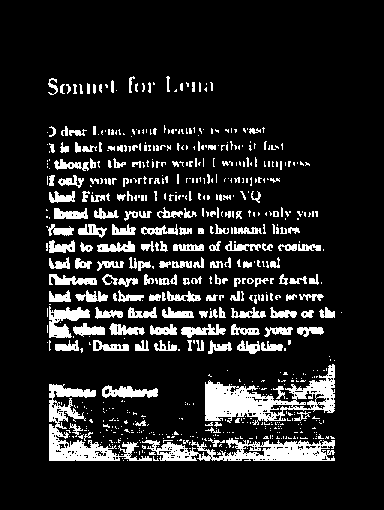 Sonnet for Lena
dear Lena, your beauty is so vast
is hard sometimes to describe it fast.
thought the entire world I would impress
If only your portrait I could compress.
Alas! First when I tried to use VQ
found that your cheeks belong to only you.
Your silky hair contains a thousand lines
Hard to match with sums of discrete cosines.
And for your lips, sensual and tactual
Thirteen Crays found not the proper fractal.
And while these setbacks are all quite severe
might have fixed them with hacks here or the
But when filters took sparkle from your eyes
I said, 'Damn all this. I'll just digitize.'
Thomas Colthurst